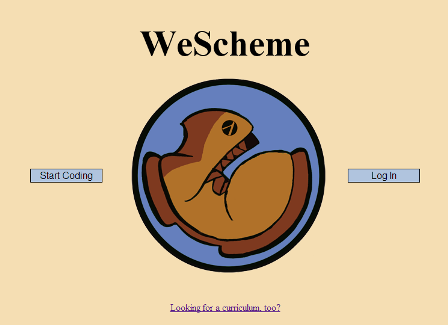 WeScheme
Start Coding
Log In
Looking for a curriculum, too?